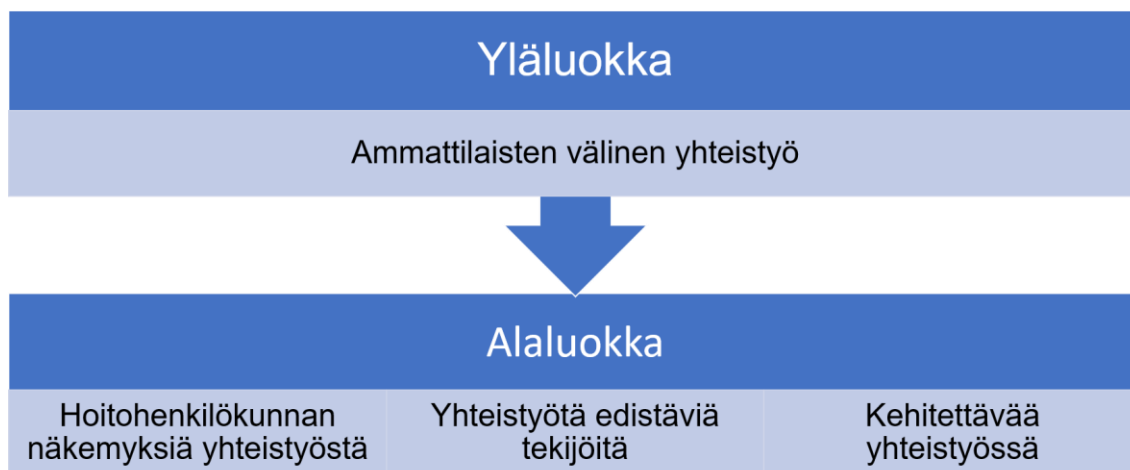 Yläluokka
Ammattilaisten välinen yhteistyö
Alaluokka
Hoitohenkilökunnan
näkemyksiä yhteistyöstä
Yhteistyötä edistäviä
tekijöitä
Kehitettävää
yhteistyössä